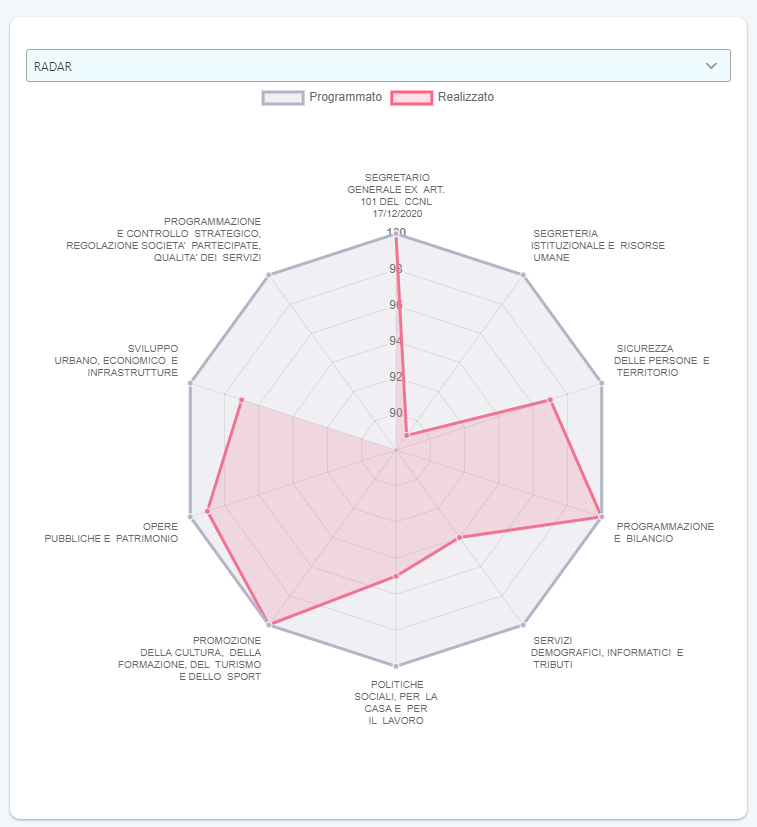 RADAR
Programmato
Realizzato
SEGRETARIO
GENERALE EX ART.
101 DEL CCNL
17/12/2020
SEGRETERIA
ISTITUZIONALE E RISORSE
UMANE
SICUREZZA
DELLE PERSONE E
TERRITORIO
PROGRAMMAZIONE
E BILANCIO
SERVIZI
DEMOGRAFICI, INFORMATICI E
TRIBUTI
POLITICHE
SOCIALI, PER LA
CASA E PER
IL LAVORO
PROMOZIONE
DELLA CULTURA, DELLA
FORMAZIONE, DEL TURISMO
E DELLO SPORT
OPERE
PUBBLICHE E PATRIMONIO
SVILUPPO
URBANO, ECONOMICO E
INFRASTRUTTURE
PROGRAMMAZIONE
E CONTROLLO STRATEGICO,
REGOLAZIONE SOCIETA' PARTECIPATE,
QUALITA' DEI SERVIZI
100
98
96
94
92
90